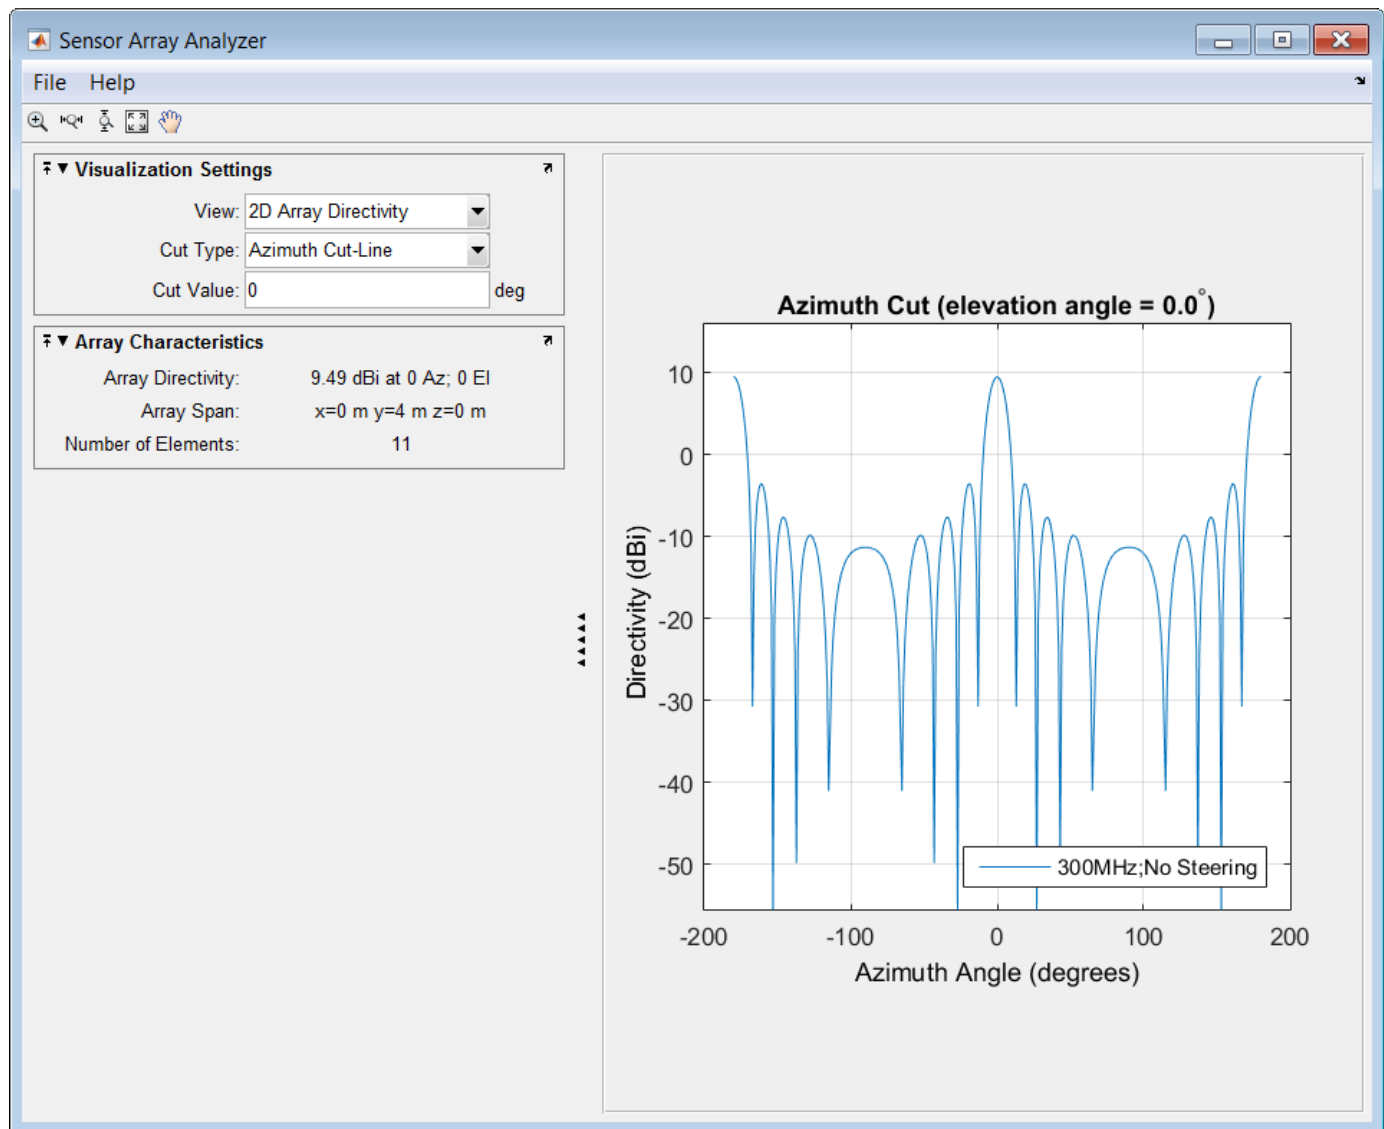 Sensor Array Analyzer
File Help
Visualization Settings
View: 2D Array Directivity
Cut Type: Azimuth Cut-Line
Cut Value: 0 deg
Array Characteristics
Array Directivity: 9.49 dBi at 0 Az; 0 El
Array Span: x=0 m y=4 m z=0 m
Number of Elements: 11
Azimuth Cut (elevation angle = 0.0°)
10
0
-10
-20
-30
-40
-50
Directivity (dBi)
300MHz;No Steering
-200 -100 0 100 200
Azimuth Angle (degrees)